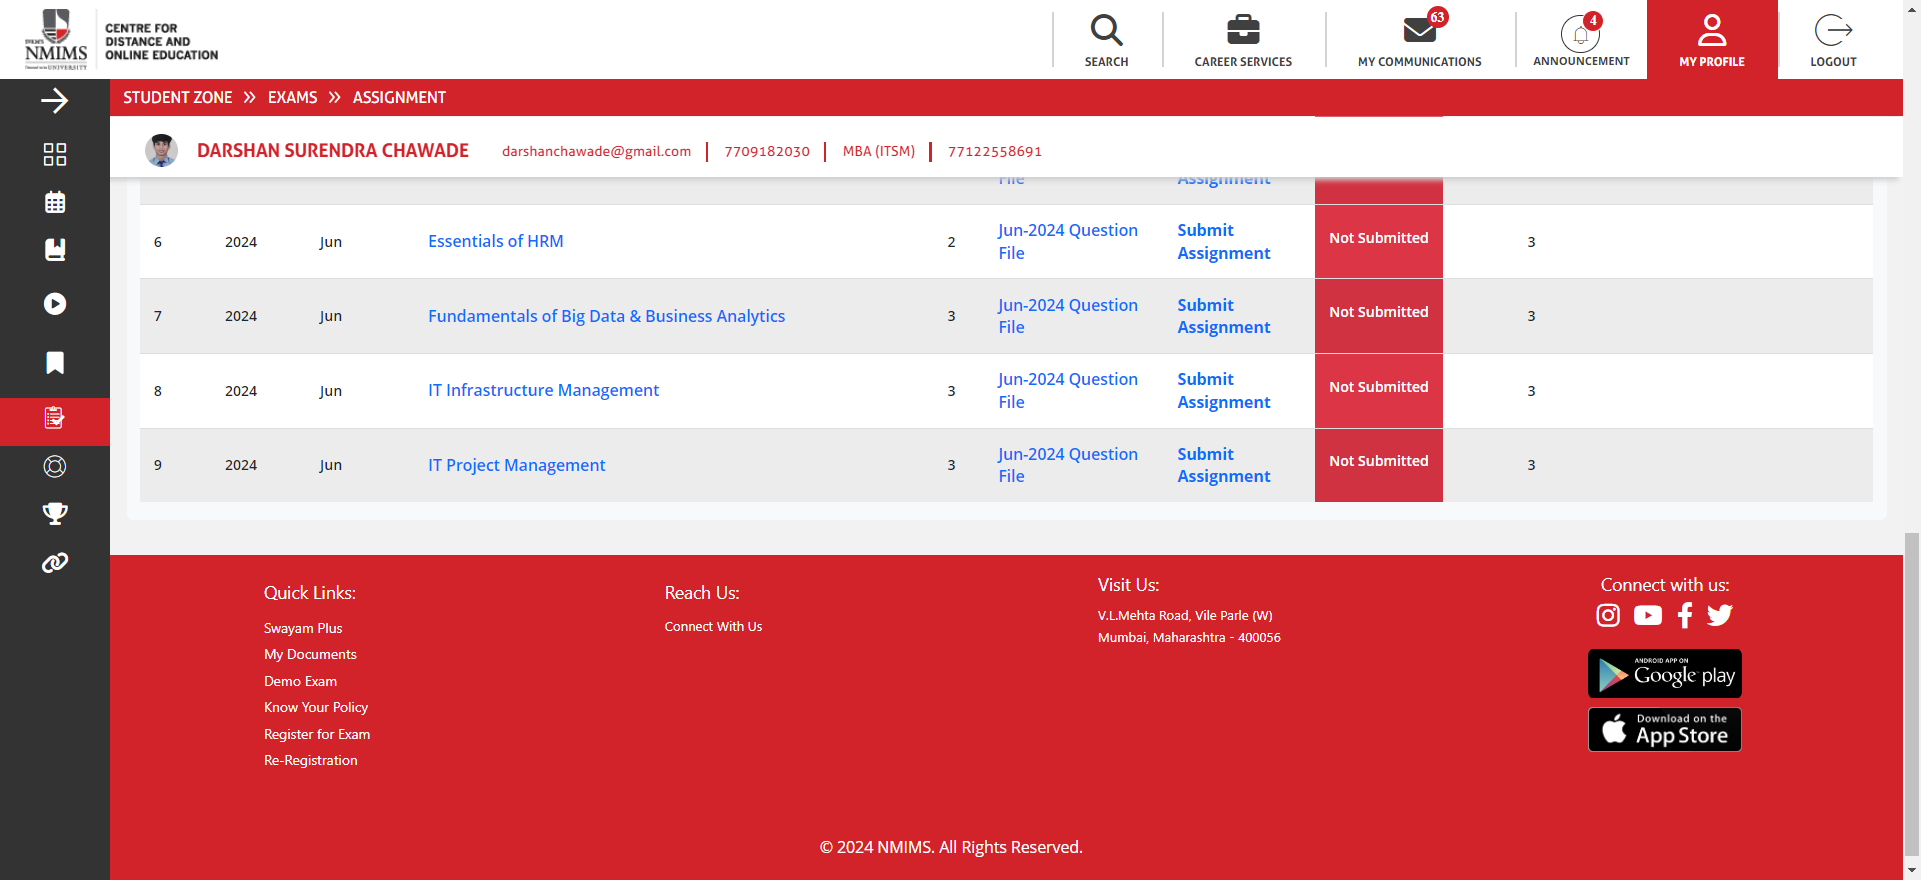 SVKM'S
NMIMS
Deemed to be UNIVERSITY
CENTRE FOR
DISTANCE AND
ONLINE EDUCATION
SEARCH
CAREER SERVICES
63
MY COMMUNICATIONS
4
ANNOUNCEMENT
MY PROFILE
LOGOUT
STUDENT ZONE » EXAMS » ASSIGNMENT
DARSHAN SURENDRA CHAWADE darshanchawade@gmail.com | 7709182030 | MBA (ITSM) | 77122558691
File Assignment
6 2024 Jun Essentials of HRM 2 Jun-2024 Question File Submit Assignment Not Submitted 3
7 2024 Jun Fundamentals of Big Data & Business Analytics 3 Jun-2024 Question File Submit Assignment Not Submitted 3
8 2024 Jun IT Infrastructure Management 3 Jun-2024 Question File Submit Assignment Not Submitted 3
9 2024 Jun IT Project Management 3 Jun-2024 Question File Submit Assignment Not Submitted 3
Quick Links:
Swayam Plus
My Documents
Demo Exam
Know Your Policy
Register for Exam
Re-Registration
Reach Us:
Connect With Us
Visit Us:
V.L.Mehta Road, Vile Parle (W)
Mumbai, Maharashtra - 400056
Connect with us:
ANDROID APP ON
Google play
Download on the
App Store
© 2024 NMIMS. All Rights Reserved.